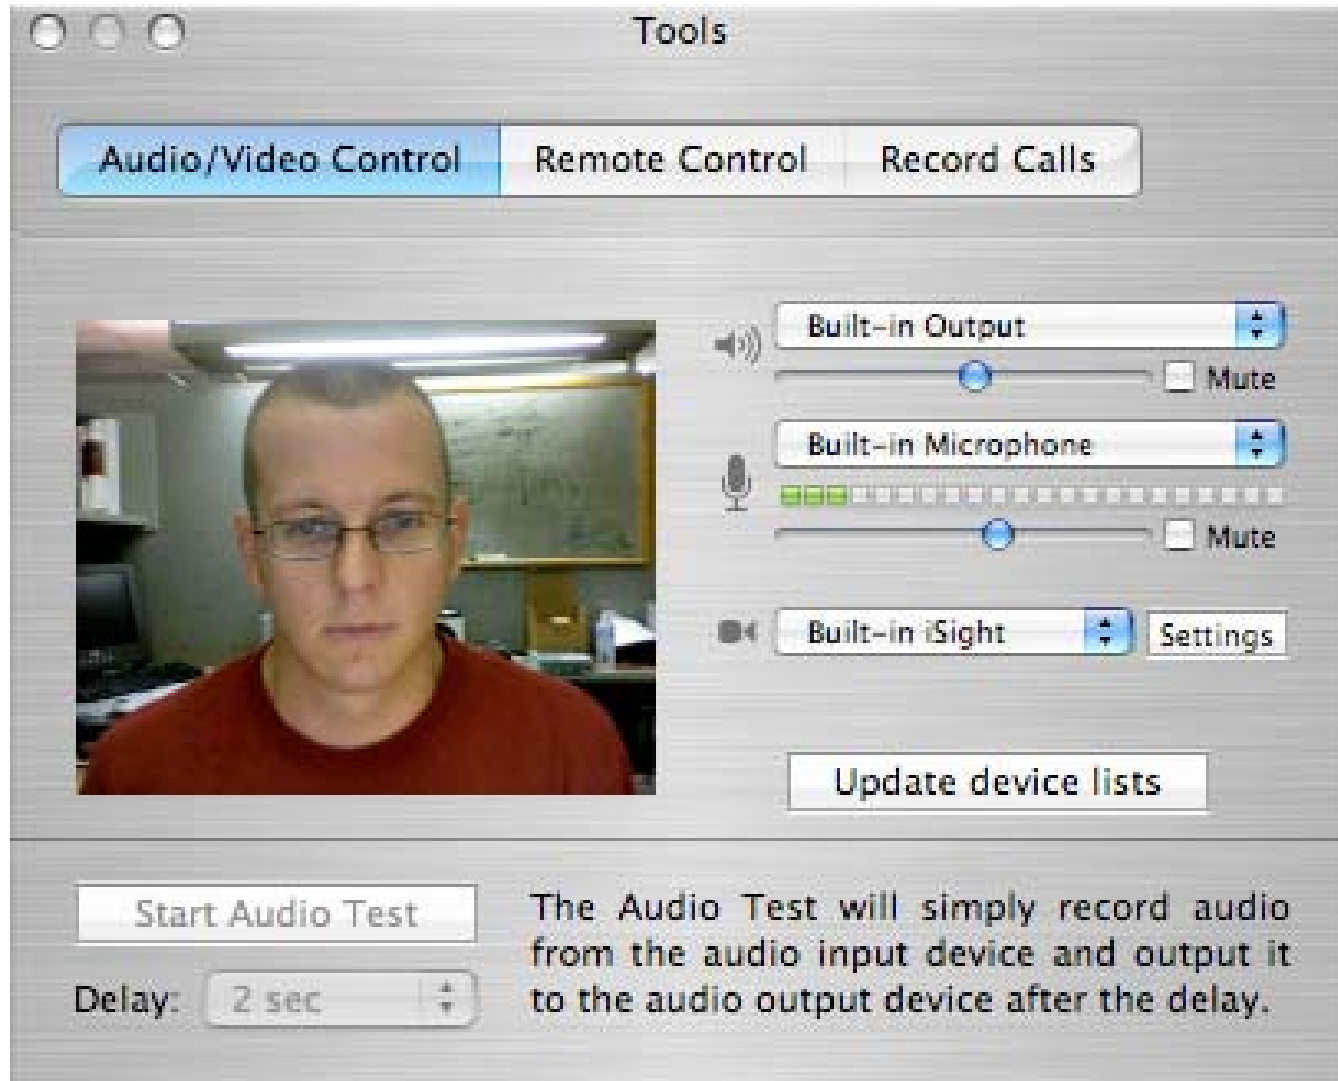 Tools
Audio/Video Control
Remote Control
Record Calls
Built-in Output
Mute
Built-in Microphone
Mute
Built-in iSight
Settings
Update device lists
Start Audio Test
Delay: 2 sec
The Audio Test will simply record audio
from the audio input device and output it
to the audio output device after the delay.